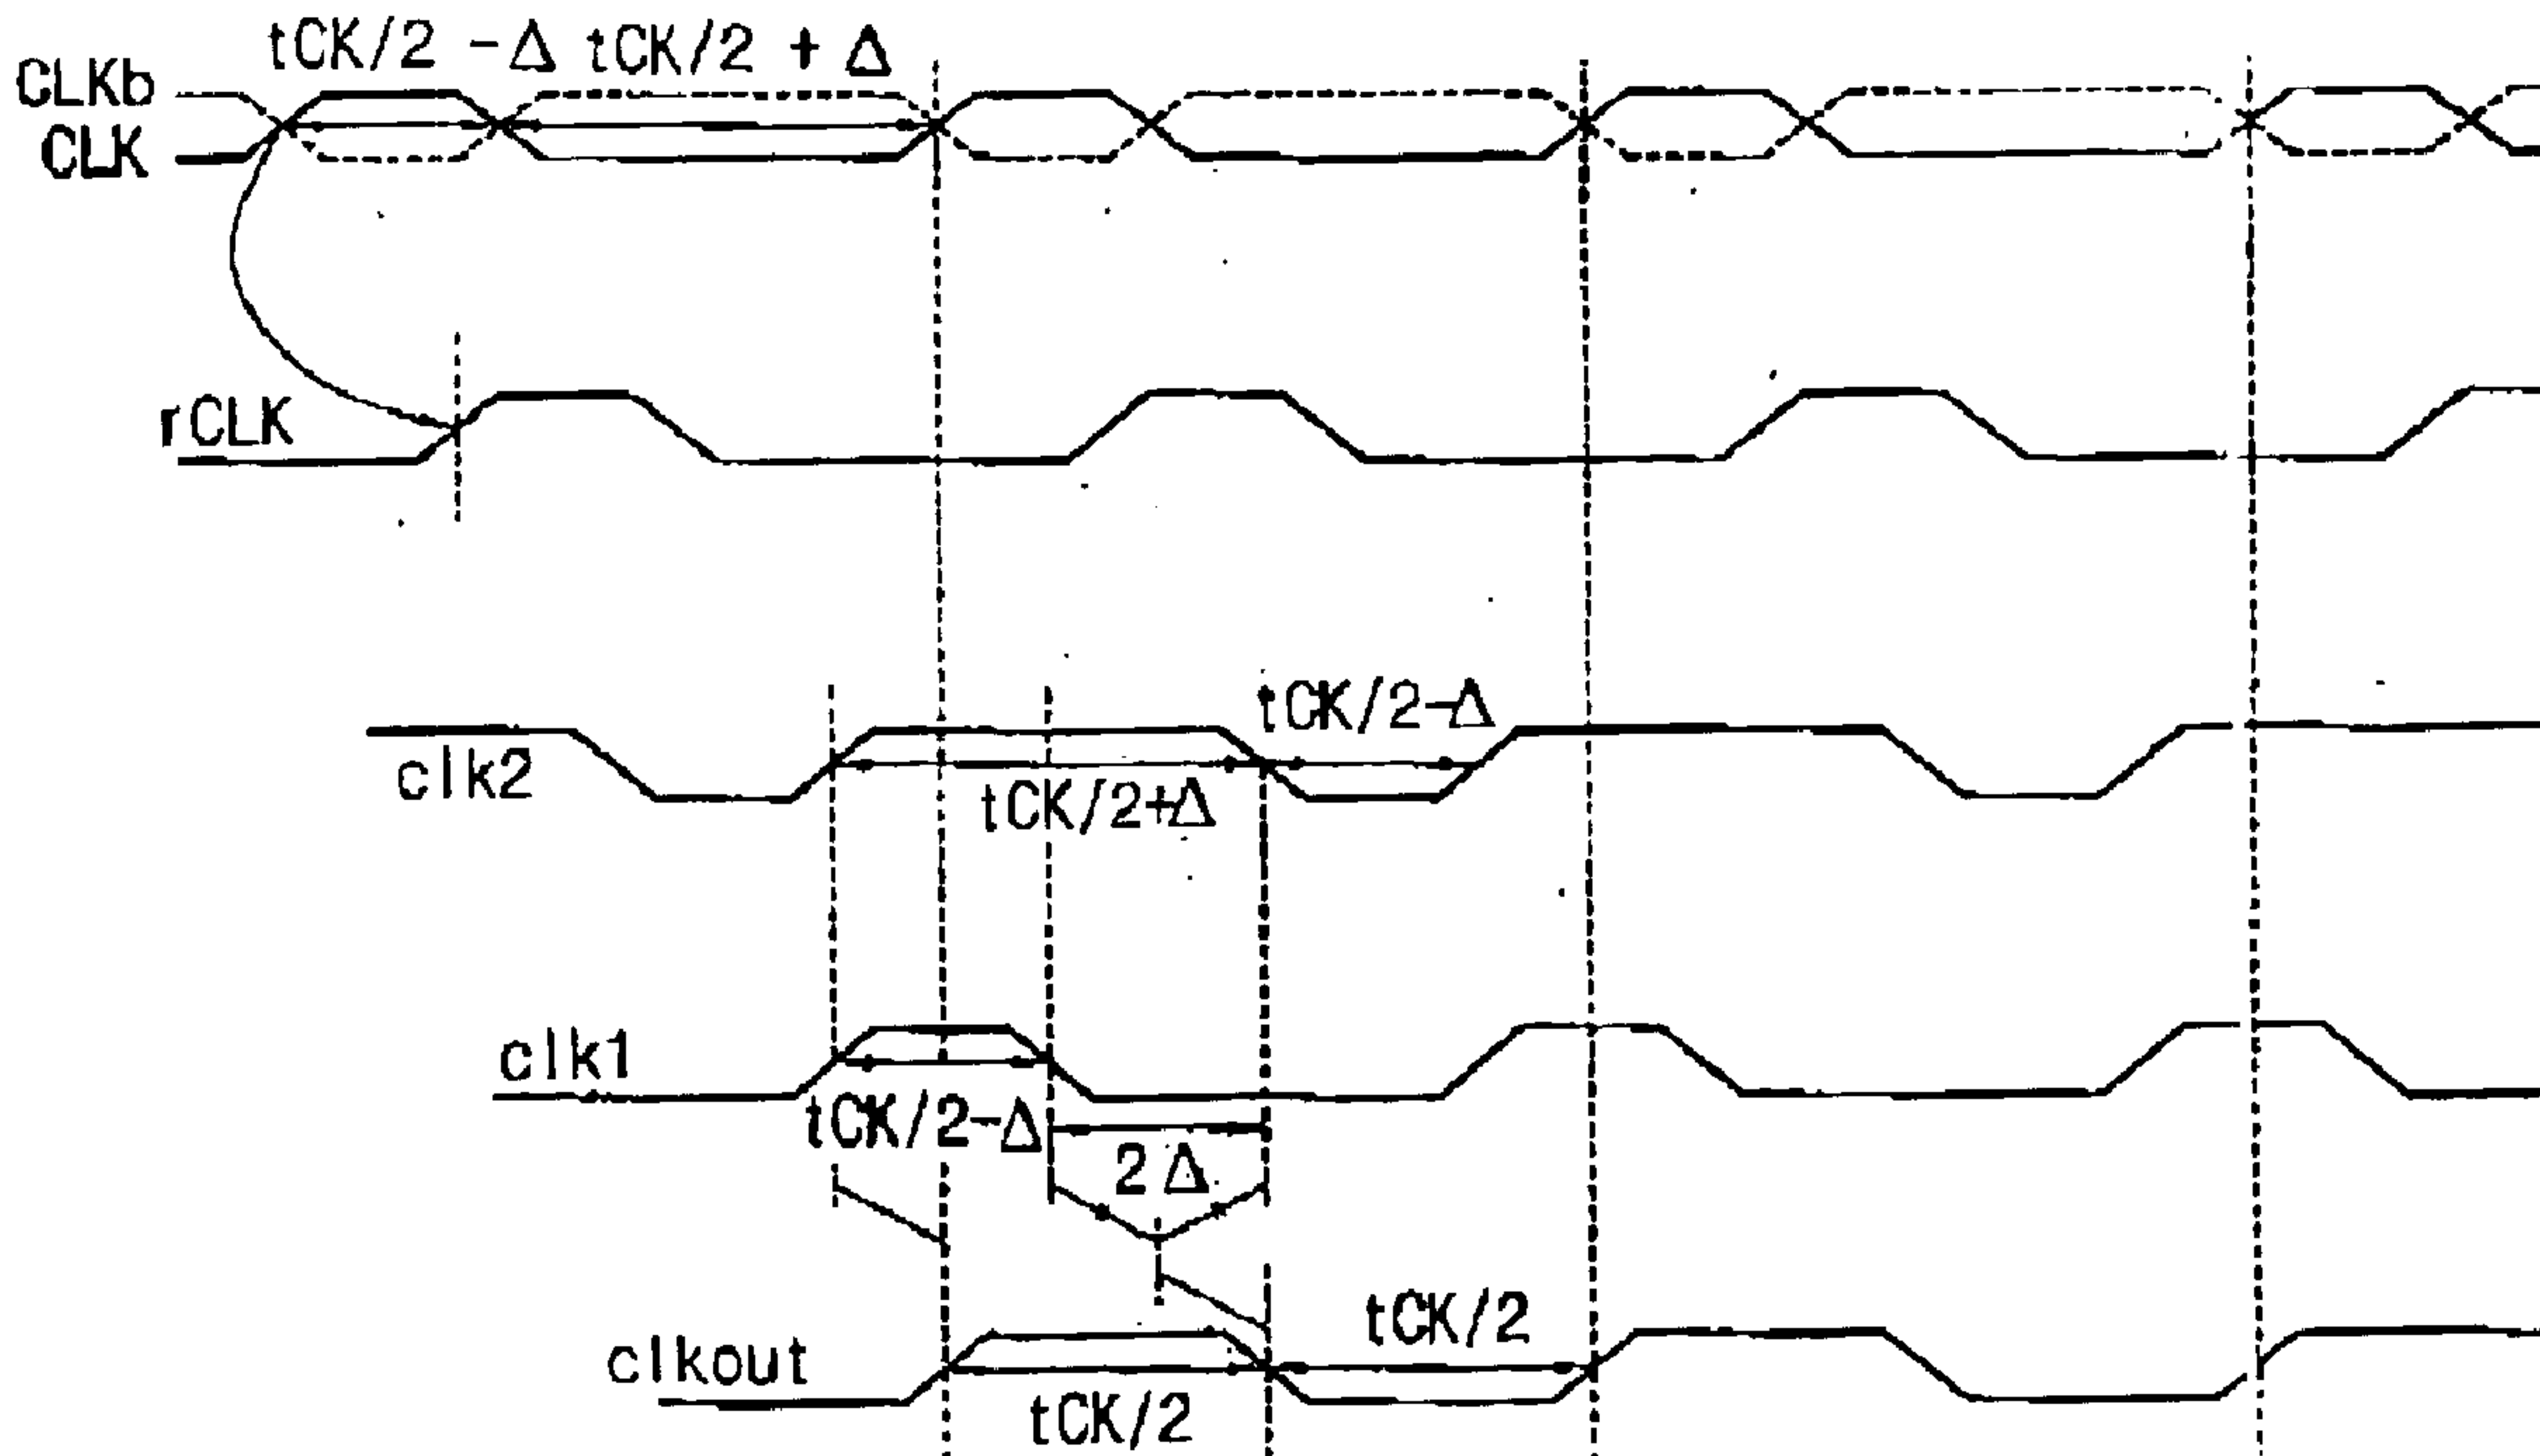 tCK/2 -Δ tCK/2 + Δ
CLKb
CLK
rCLK
tCK/2-Δ
clk2
tCK/2+Δ
clk1
tCK/2-Δ
2Δ
tCK/2
clkout
tCK/2